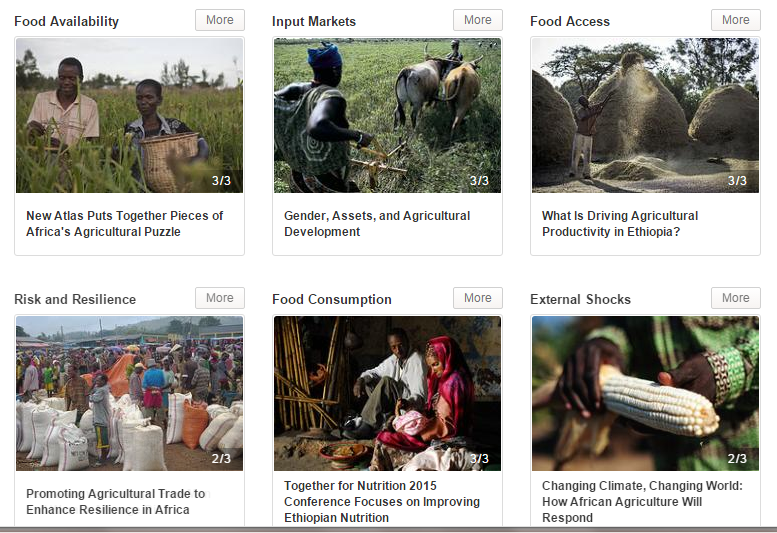 Food Availability
More
Input Markets
More
Food Access
More
3/3
3/3
3/3
New Atlas Puts Together Pieces of
Africa's Agricultural Puzzle
Gender, Assets, and Agricultural
Development
What Is Driving Agricultural
Productivity in Ethiopia?
Risk and Resilience
More
Food Consumption
More
External Shocks
More
2/3
3/3
2/3
Promoting Agricultural Trade to
Enhance Resilience in Africa
Together for Nutrition 2015
Conference Focuses on Improving
Ethiopian Nutrition
Changing Climate, Changing World:
How African Agriculture Will
Respond